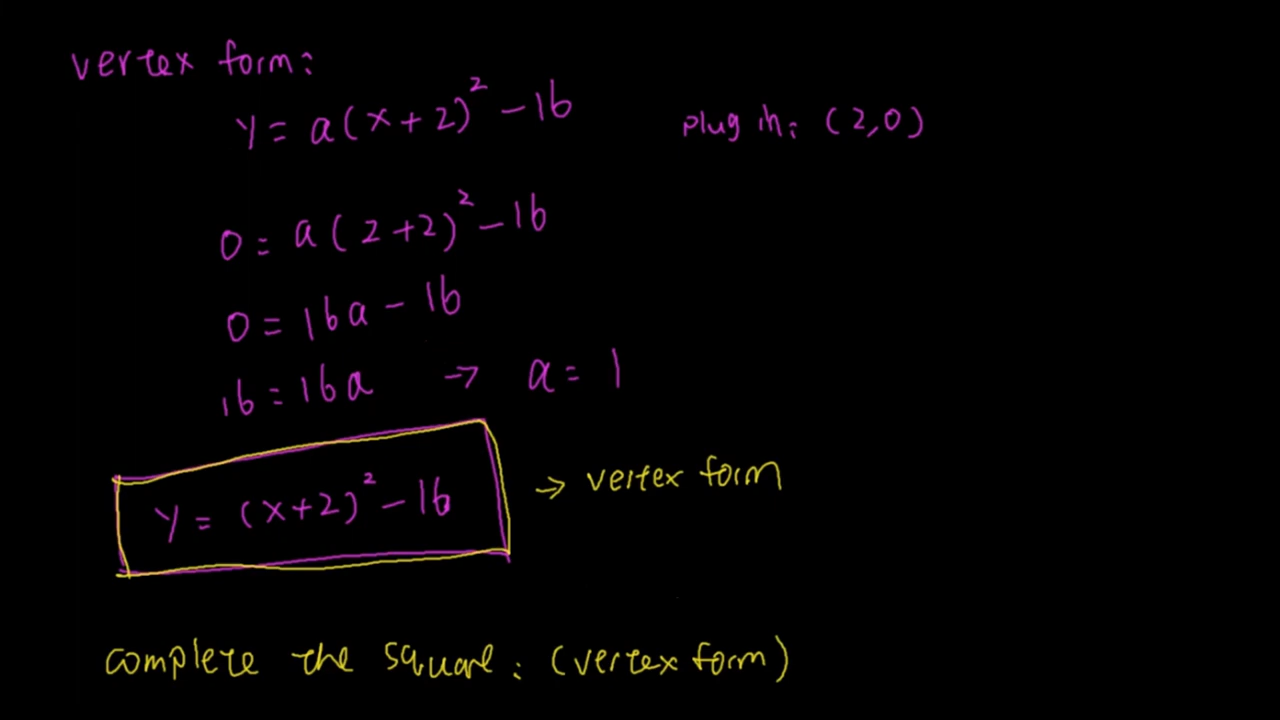 vertex form:
y = a(x+2)² - 16
plug in: (2,0)
0 = a(2+2)² - 16
0 = 16a - 16
16 = 16a → a = 1
y = (x+2)² - 16 → vertex form
complete the square: (vertex form)